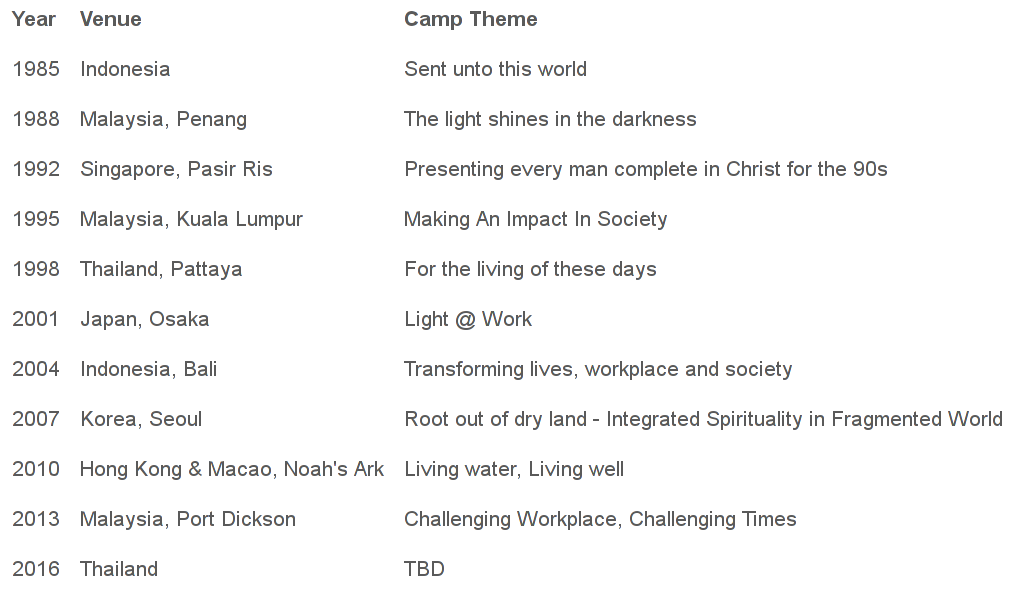 Year Venue Camp Theme
1985 Indonesia Sent unto this world
1988 Malaysia, Penang The light shines in the darkness
1992 Singapore, Pasir Ris Presenting every man complete in Christ for the 90s
1995 Malaysia, Kuala Lumpur Making An Impact In Society
1998 Thailand, Pattaya For the living of these days
2001 Japan, Osaka Light @ Work
2004 Indonesia, Bali Transforming lives, workplace and society
2007 Korea, Seoul Root out of dry land - Integrated Spirituality in Fragmented World
2010 Hong Kong & Macao, Noah's Ark Living water, Living well
2013 Malaysia, Port Dickson Challenging Workplace, Challenging Times
2016 Thailand TBD